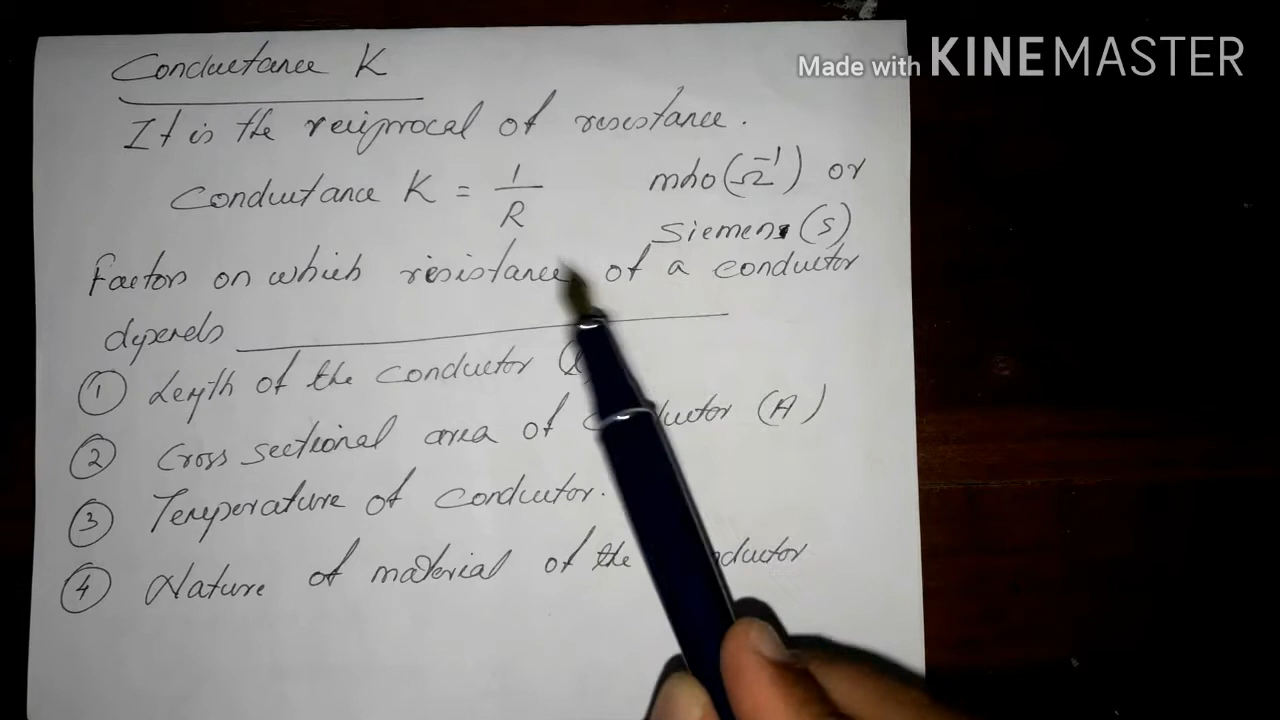 Conductance K
Made with KINEMASTER
It is the reciprocal of resistance.
Conductance K = 1/R
mho (Ω⁻¹) or
Siemens (S)
Factors on which resistance of a conductor
depends
① Length of the conductor (
② Cross sectional area of conductor (A)
③ Temperature of conductor.
④ Nature of material of the ductor